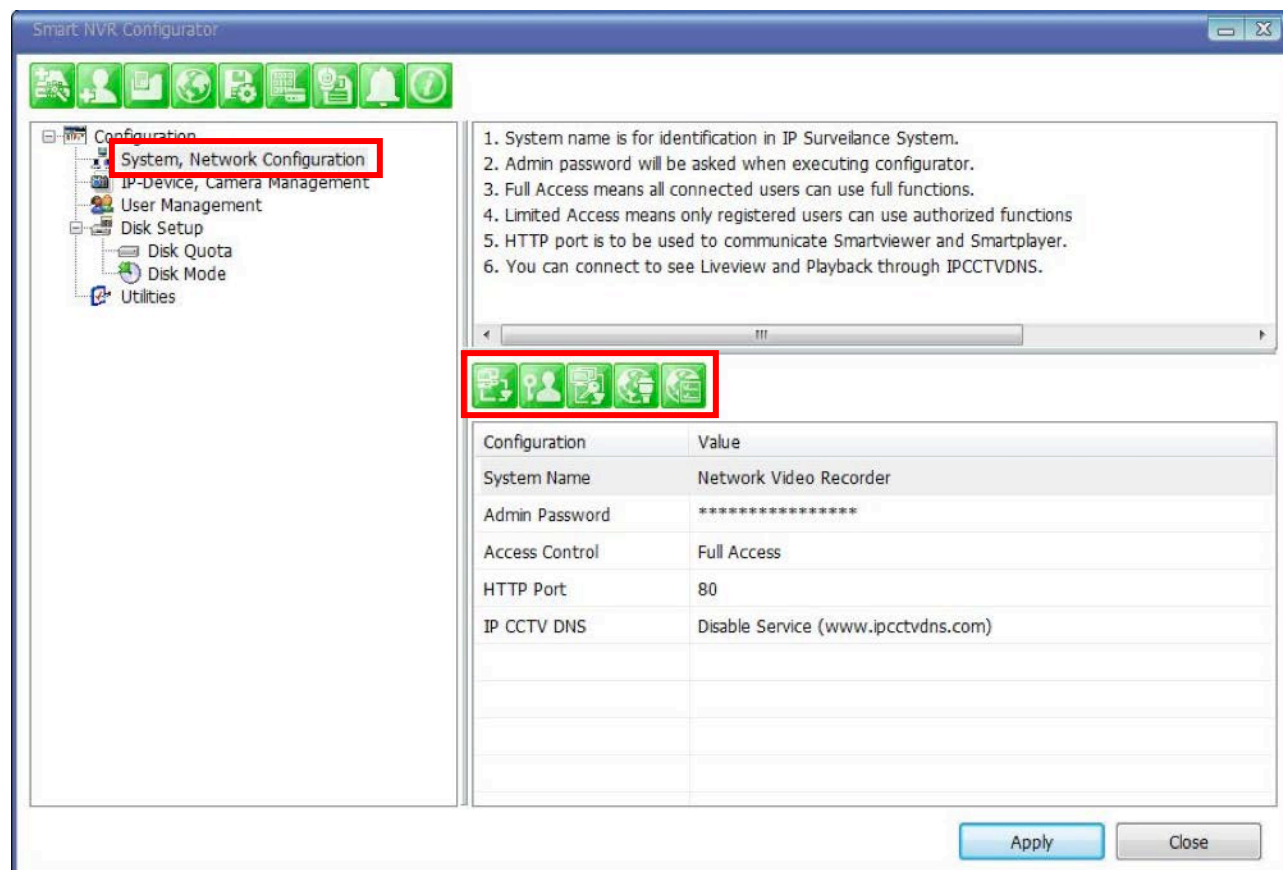 Smart NVR Configurator
Configuration
System, Network Configuration
IP-Device, Camera Management
User Management
Disk Setup
Disk Quota
Disk Mode
Utilities
1. System name is for identification in IP Surveilance System.
2. Admin password will be asked when executing configurator.
3. Full Access means all connected users can use full functions.
4. Limited Access means only registered users can use authorized functions
5. HTTP port is to be used to communicate Smartviewer and Smartplayer.
6. You can connect to see Liveview and Playback through IPCCTVDNS.
Configuration Value
System Name Network Video Recorder
Admin Password ****************
Access Control Full Access
HTTP Port 80
IP CCTV DNS Disable Service (www.ipcctvdns.com)
Apply Close